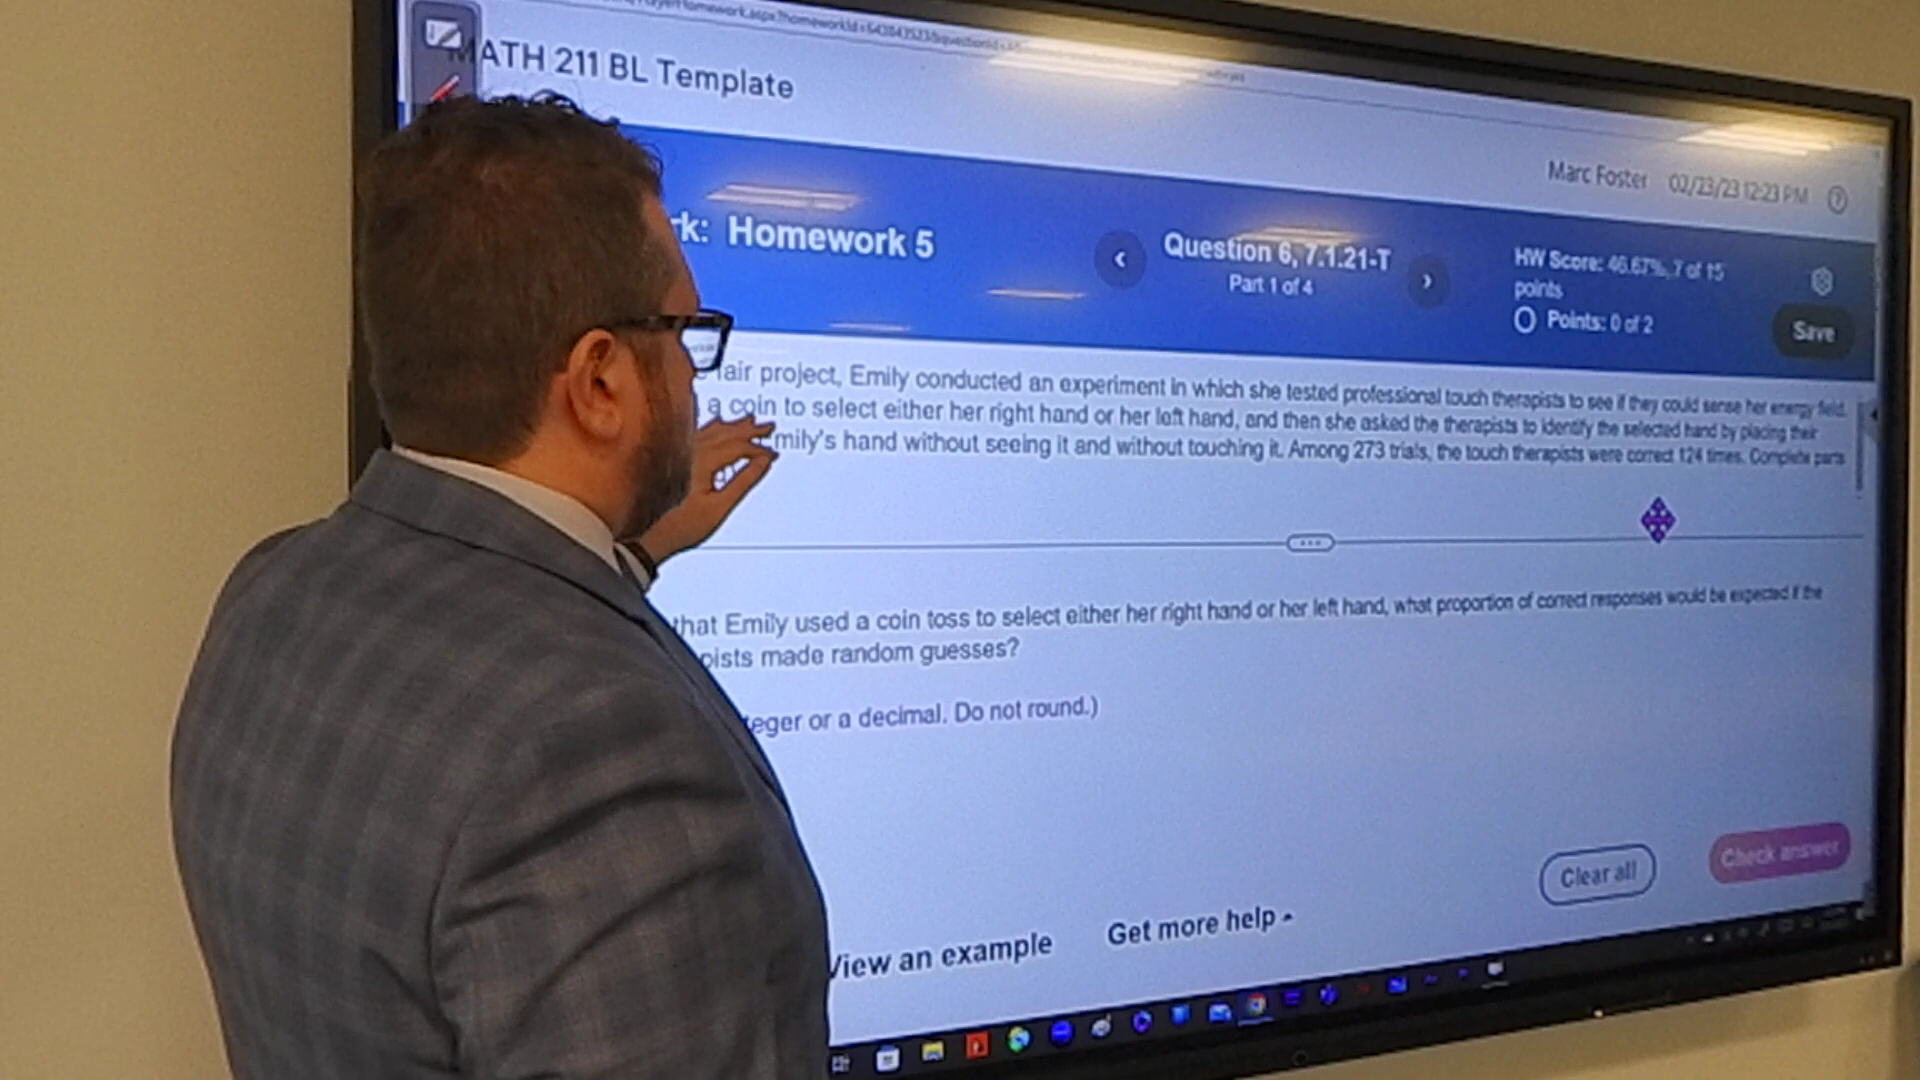 MATH 211 BL Template
Marc Foster 02/23/23 12:23 PM
rk: Homework 5
Question 6, 7.1.21-T
Part 1 of 4
HW Score: 46.67%, 7 of 15
points
Points: 0 of 2
Save
fair project, Emily conducted an experiment in which she tested professional touch therapists to see if they could sense her energy field.
a coin to select either her right hand or her left hand, and then she asked the therapists to identify the selected hand by placing their
Emily's hand without seeing it and without touching it. Among 273 trials, the touch therapists were correct 124 times. Complete parts
that Emily used a coin toss to select either her right hand or her left hand, what proportion of correct responses would be expected if the
pists made random guesses?
teger or a decimal. Do not round.)
Clear all
Check answer
View an example
Get more help